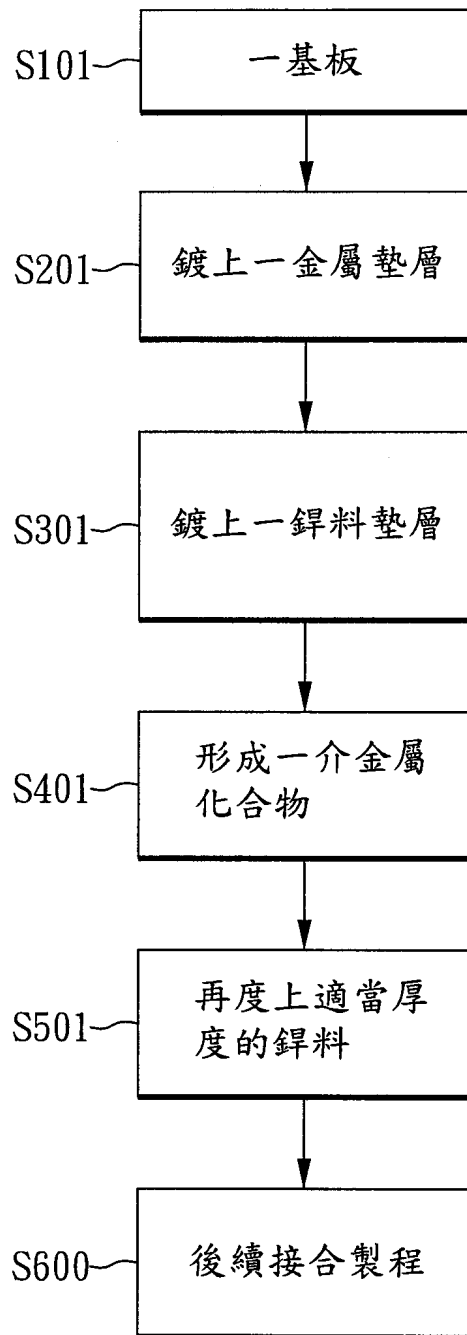 S101 一基板
S201 鍍上一金屬墊層
S301 鍍上一銲料墊層
S401 形成一介金屬
化合物
S501 再度上適當厚
度的銲料
S600 後續接合製程